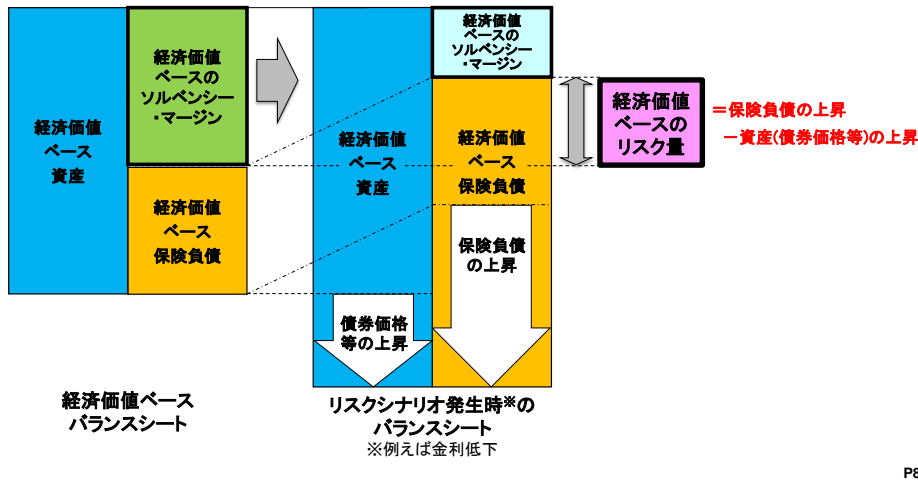 経済価値
ベース
資産
経済価値
ベースの
ソルベンシー
・マージン
経済価値
ベース
保険負債
経済価値ベース
バランスシート
経済価値
ベース
資産
債券価格
等の上昇
経済価値
ベースの
ソルベンシー
・マージン
経済価値
ベース
保険負債
保険負債
の上昇
リスクシナリオ発生時※の
バランスシート
※例えば金利低下
経済価値
ベースの
リスク量
＝保険負債の上昇
－資産(債券価格等)の上昇
P8